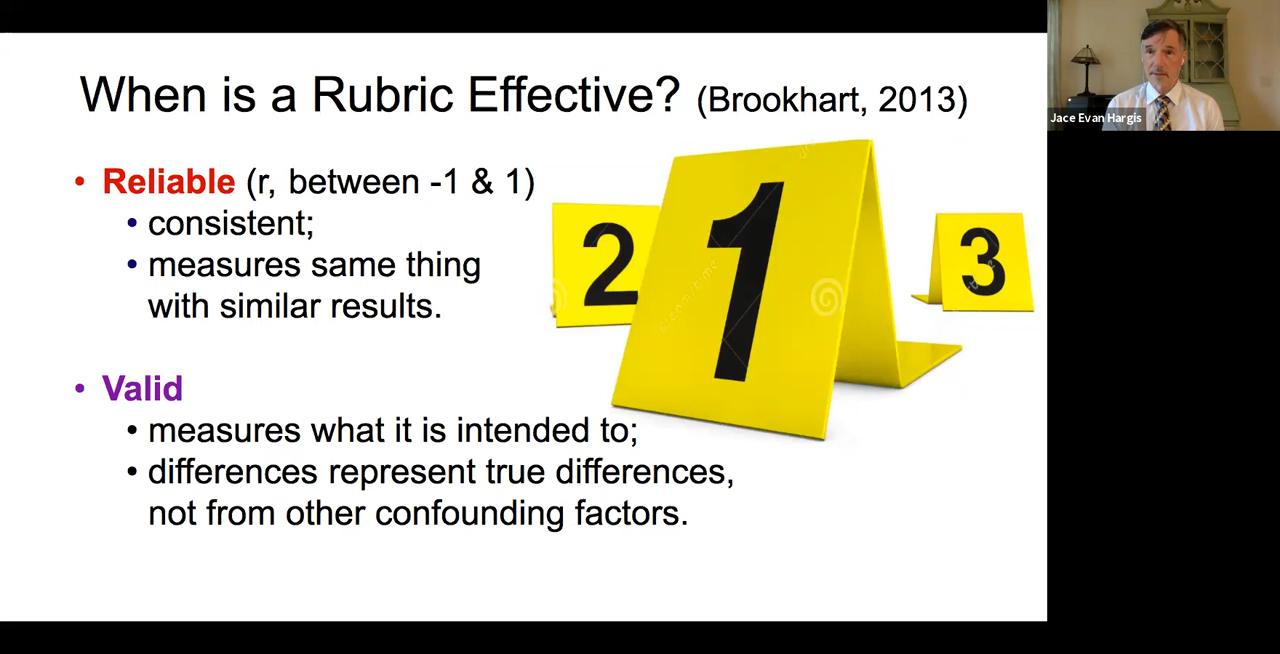 When is a Rubric Effective? (Brookhart, 2013)
• Reliable (r, between -1 & 1)
• consistent;
• measures same thing
with similar results.
• Valid
• measures what it is intended to;
• differences represent true differences,
not from other confounding factors.
2
1
3
Jace Evan Hargis